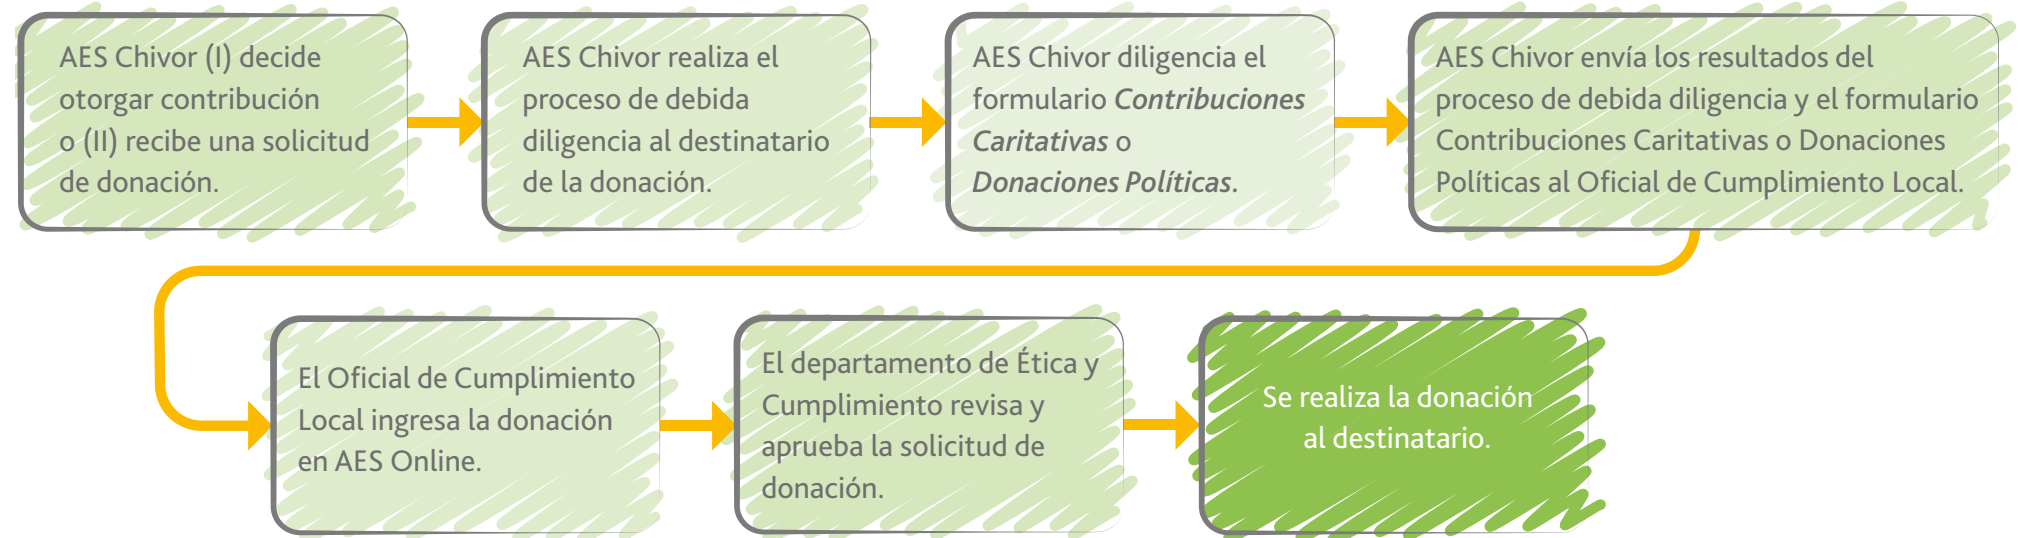 AES Chivor (I) decide
otorgar contribución
o (II) recibe una solicitud
de donación.
AES Chivor realiza el
proceso de debida
diligencia al destinatario
de la donación.
AES Chivor diligencia el
formulario Contribuciones
Caritativas o
Donaciones Políticas.
AES Chivor envía los resultados del
proceso de debida diligencia y el formulario
Contribuciones Caritativas o Donaciones
Políticas al Oficial de Cumplimiento Local.
El Oficial de Cumplimiento
Local ingresa la donación
en AES Online.
El departamento de Ética y
Cumplimiento revisa y
aprueba la solicitud de
donación.
Se realiza la donación
al destinatario.